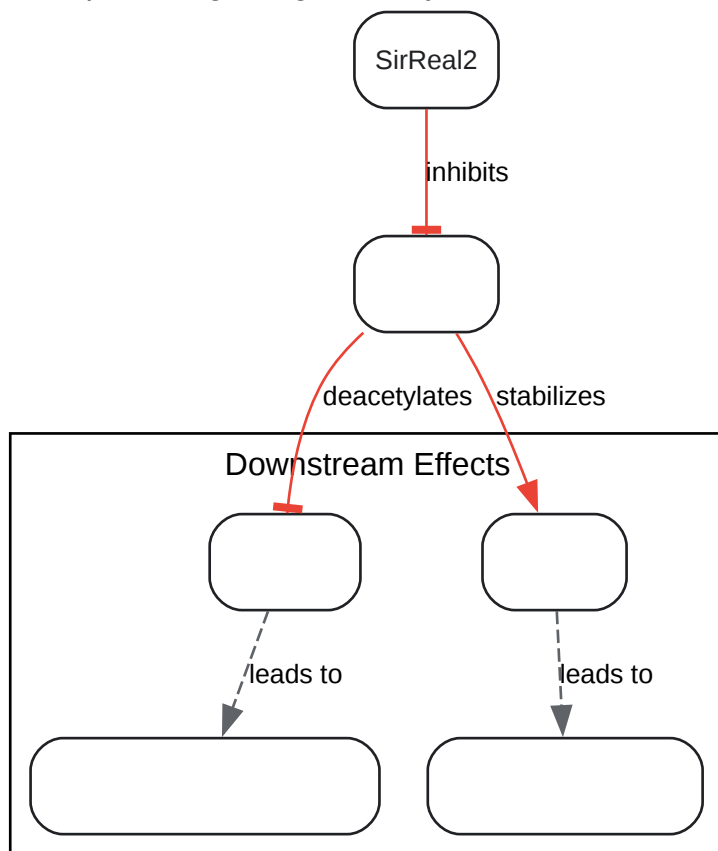 SirReal2
inhibits
deacetylates
stabilizes
Downstream Effects
leads to
leads to